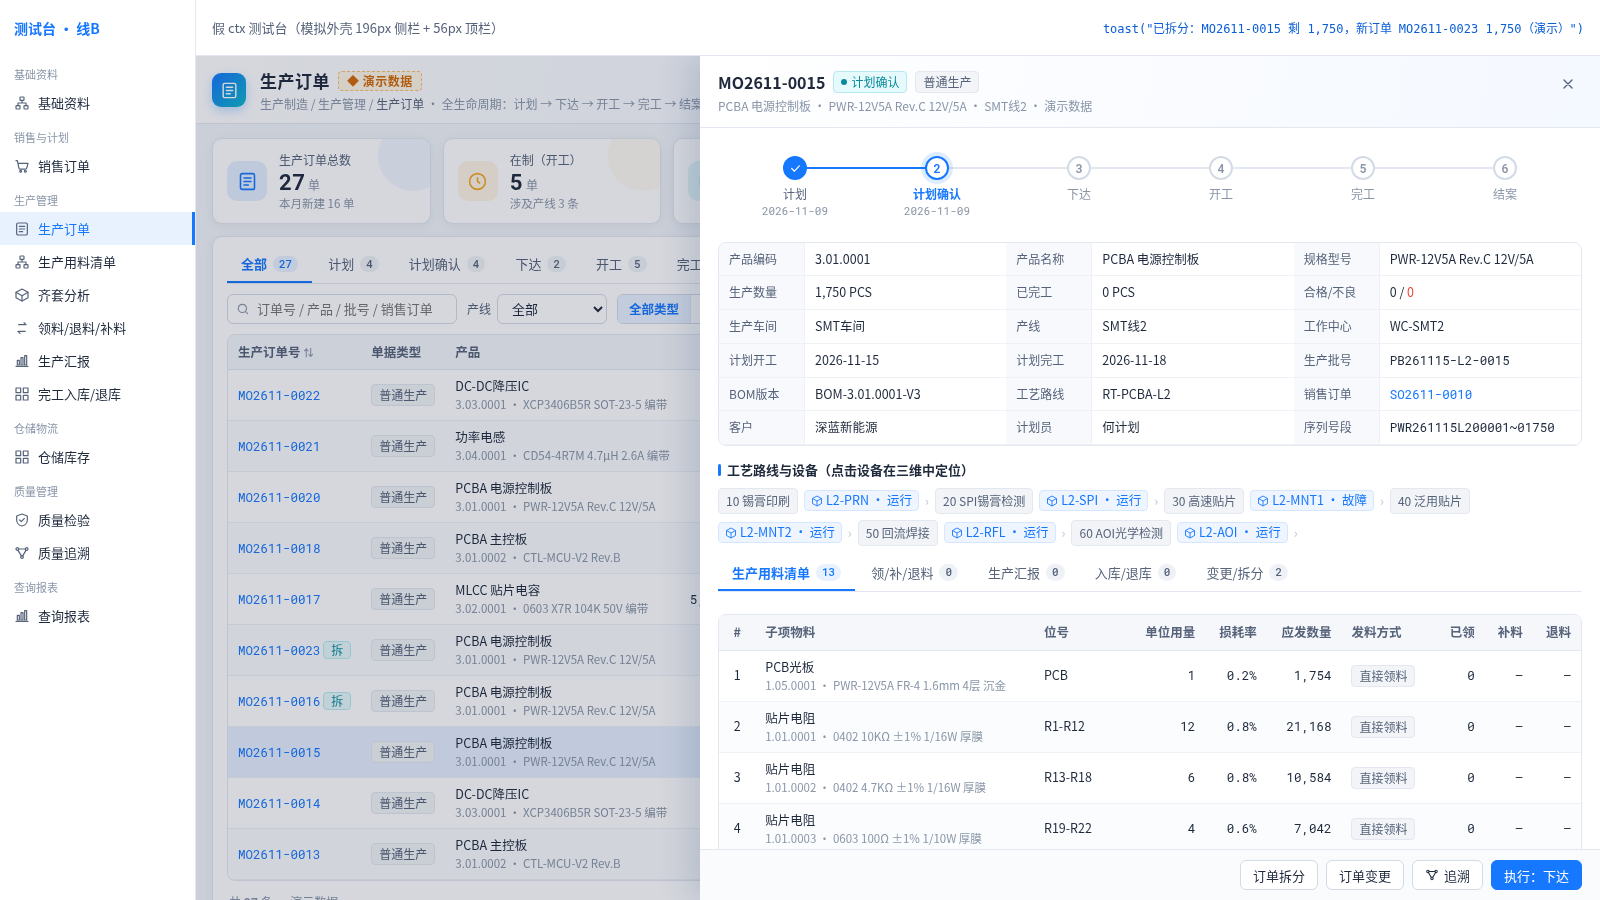 测试台 · 线B
假 ctx 测试台（模拟外壳 196px 侧栏 + 56px 顶栏）
toast("已拆分: MO2611-0015 剩 1,750，新订单 MO2611-0023 1,750（演示）")
基础资料
基础资料
销售与计划
销售订单
生产管理
生产订单
生产用料清单
齐套分析
领料/退料/补料
生产汇报
完工入库/退库
仓储物流
仓储库存
质量管理
质量检验
质量追溯
查询报表
查询报表
生产订单 ◆ 演示数据
生产制造 / 生产管理 / 生产订单 · 全生命周期：计划 → 下达 → 开工 → 完工 → 结案
生产订单总数
27 单
本月新建 16 单
在制（开工）
5 单
涉及产线 3 条
全部 27 计划 4 计划确认 4 下达 2 开工 5 完工
订单号 / 产品 / 批号 / 销售订单 产线 全部 全部类型
生产订单号 单据类型 产品
MO2611-0022 普通生产 DC-DC降压IC
3.03.0001 · XCP3406B5R SOT-23-5 编带
MO2611-0021 普通生产 功率电感
3.04.0001 · CD54-4R7M 4.7μH 2.6A 编带
MO2611-0020 普通生产 PCBA 电源控制板
3.01.0001 · PWR-12V5A Rev.C 12V/5A
MO2611-0018 普通生产 PCBA 主控板
3.01.0002 · CTL-MCU-V2 Rev.B
MO2611-0017 普通生产 MLCC 贴片电容 5,
3.02.0001 · 0603 X7R 104K 50V 编带
MO2611-0023 拆 普通生产 PCBA 电源控制板
3.01.0001 · PWR-12V5A Rev.C 12V/5A
MO2611-0016 拆 普通生产 PCBA 电源控制板
3.01.0001 · PWR-12V5A Rev.C 12V/5A
MO2611-0015 普通生产 PCBA 电源控制板
3.01.0001 · PWR-12V5A Rev.C 12V/5A
MO2611-0014 普通生产 DC-DC降压IC
3.03.0001 · XCP3406B5R SOT-23-5 编带
MO2611-0013 普通生产 PCBA 主控板
3.01.0002 · CTL-MCU-V2 Rev.B
MO2611-0015 计划确认 普通生产
PCBA 电源控制板 · PWR-12V5A Rev.C 12V/5A · SMT线2 · 演示数据
2 3 4 5 6
计划 计划确认 下达 开工 完工 结案
2026-11-09 2026-11-09
产品编码 3.01.0001 产品名称 PCBA 电源控制板 规格型号 PWR-12V5A Rev.C 12V/5A
生产数量 1,750 PCS 已完工 0 PCS 合格/不良 0 / 0
生产车间 SMT车间 产线 SMT线2 工作中心 WC-SMT2
计划开工 2026-11-15 计划完工 2026-11-18 生产批号 PB261115-L2-0015
BOM版本 BOM-3.01.0001-V3 工艺路线 RT-PCBA-L2 销售订单 SO2611-0010
客户 深蓝新能源 计划员 何计划 序列号段 PWR261115L200001~01750
工艺路线与设备（点击设备在三维中定位）
10 锡膏印刷 L2-PRN · 运行 › 20 SPI锡膏检测 L2-SPI · 运行 › 30 高速贴片 L2-MNT1 · 故障 › 40 泛用贴片
L2-MNT2 · 运行 › 50 回流焊接 L2-RFL · 运行 › 60 AOI光学检测 L2-AOI · 运行 ›
生产用料清单 13 领/补/退料 0 生产汇报 0 入库/退库 0 变更/拆分 2
# 子项物料 位号 单位用量 损耗率 应发数量 发料方式 已领 补料 退料
1 PCB光板 PCB 1 0.2% 1,754 直接领料 0 – –
1.05.0001 · PWR-12V5A FR-4 1.6mm 4层 沉金
2 贴片电阻 R1-R12 12 0.8% 21,168 直接领料 0 – –
1.01.0001 · 0402 10KΩ ±1% 1/16W 厚膜
3 贴片电阻 R13-R18 6 0.8% 10,584 直接领料 0 – –
1.01.0002 · 0402 4.7KΩ ±1% 1/16W 厚膜
4 贴片电阻 R19-R22 4 0.6% 7,042 直接领料 0 – –
1.01.0003 · 0603 100Ω ±1% 1/10W 厚膜
订单拆分 订单变更 追溯 执行：下达